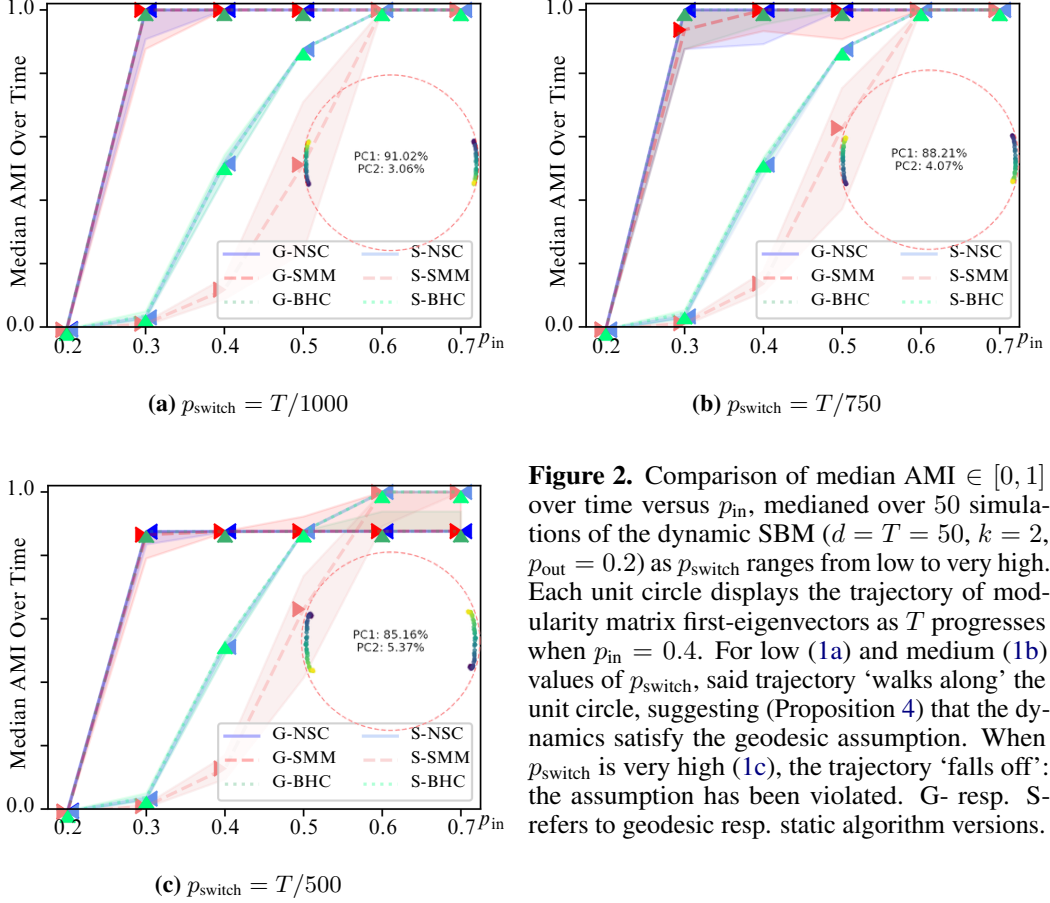 1.0
Median AMI Over Time
0.0
0.2 0.3 0.4 0.5 0.6 0.7 p_in
PC1: 91.02%
PC2: 3.06%
G-NSC S-NSC
G-SMM S-SMM
G-BHC S-BHC
(a) p_switch = T/1000
1.0
Median AMI Over Time
0.0
0.2 0.3 0.4 0.5 0.6 0.7 p_in
PC1: 88.21%
PC2: 4.07%
G-NSC S-NSC
G-SMM S-SMM
G-BHC S-BHC
(b) p_switch = T/750
1.0
Median AMI Over Time
0.0
0.2 0.3 0.4 0.5 0.6 0.7 p_in
PC1: 85.16%
PC2: 5.37%
G-NSC S-NSC
G-SMM S-SMM
G-BHC S-BHC
(c) p_switch = T/500
Figure 2. Comparison of median AMI ∈ [0, 1]
over time versus p_in, medianed over 50 simula-
tions of the dynamic SBM (d = T = 50, k = 2,
p_out = 0.2) as p_switch ranges from low to very high.
Each unit circle displays the trajectory of mod-
ularity matrix first-eigenvectors as T progresses
when p_in = 0.4. For low (1a) and medium (1b)
values of p_switch, said trajectory ‘walks along’ the
unit circle, suggesting (Proposition 4) that the dy-
namics satisfy the geodesic assumption. When
p_switch is very high (1c), the trajectory ‘falls off’:
the assumption has been violated. G- resp. S-
refers to geodesic resp. static algorithm versions.